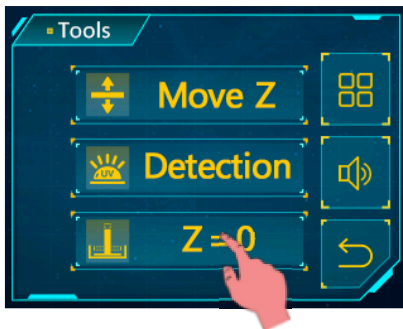 Tools
Move Z
UV
Detection
Z = 0